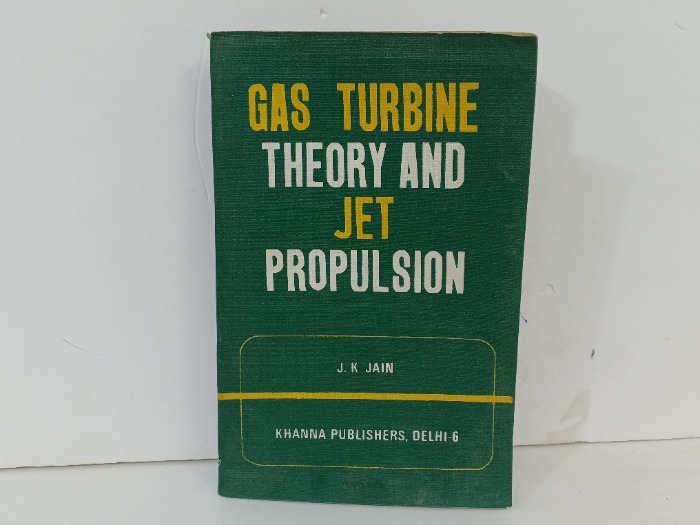 GAS TURBINE
THEORY AND
JET
PROPULSION
J. K JAIN
KHANNA PUBLISHERS, DELHI-6